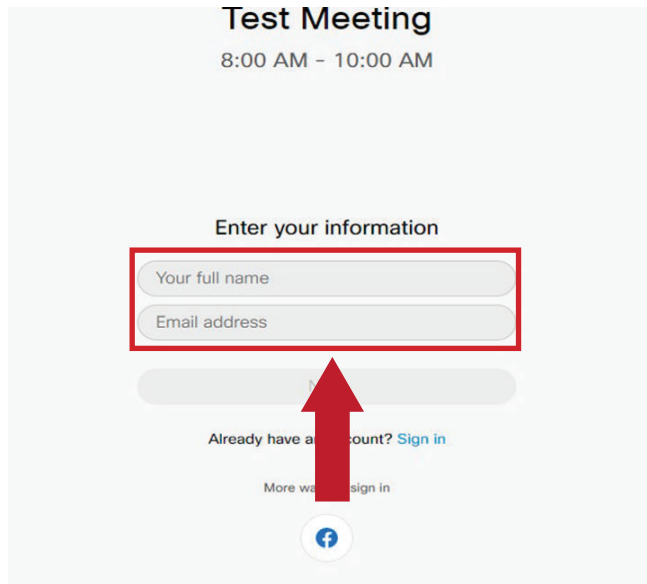 Test Meeting
8:00 AM - 10:00 AM
Enter your information
Your full name
Email address
Already have an count? Sign in
More sign in